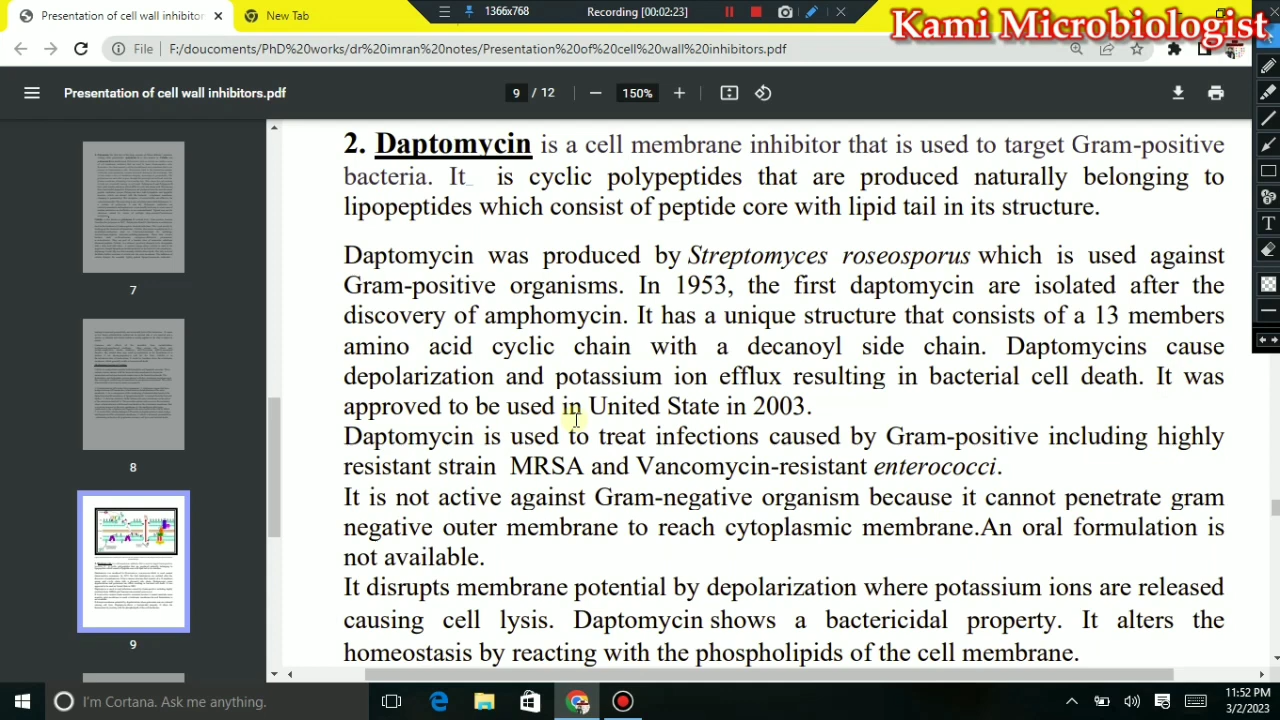 Presentation of cell wall inhibitor
New Tab
1366x768
Recording [00:02:23]
Kami Microbiologist
File
F:/doucoments/PhD%20works/dr%20imran%20notes/Presentation%20of%20cell%20wall%20inhibitors.pdf
Presentation of cell wall inhibitors.pdf
9 / 12
150%
7
8
9
2. Daptomycin is a cell membrane inhibitor that is used to target Gram-positive
bacteria. It is cyclic polypeptides that are produced naturally belonging to
lipopeptides which consist of peptide core with lipid tail in its structure.
Daptomycin was produced by Streptomyces roseosporus which is used against
Gram-positive organisms. In 1953, the first daptomycin are isolated after the
discovery of amphomycin. It has a unique structure that consists of a 13 members
amino acid cyclic chain with a decanoyl side chain. Daptomycins cause
depolarization and potassium ion efflux resulting in bacterial cell death. It was
approved to be used in United State in 2003.
Daptomycin is used to treat infections caused by Gram-positive including highly
resistant strain MRSA and Vancomycin-resistant enterococci.
It is not active against Gram-negative organism because it cannot penetrate gram
negative outer membrane to reach cytoplasmic membrane.An oral formulation is
not available.
It disrupts membrane potential by depolarization where potassium ions are released
causing cell lysis. Daptomycin shows a bactericidal property. It alters the
homeostasis by reacting with the phospholipids of the cell membrane.
I'm Cortana. Ask me anything.
11:52 PM
3/2/2023